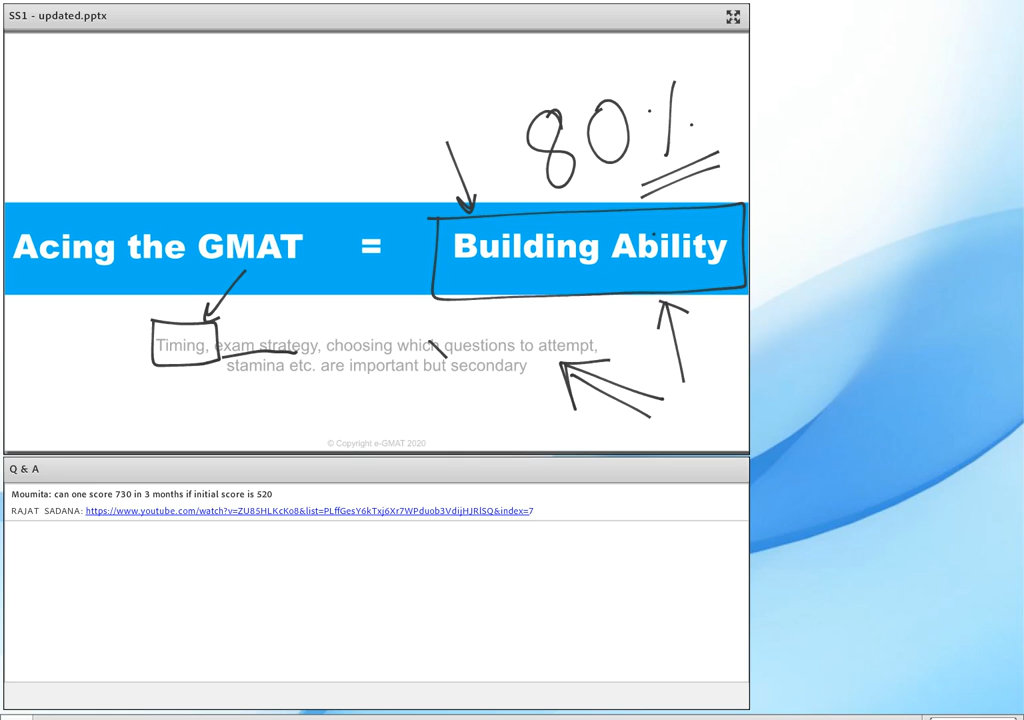 SS1 - updated.pptx
80%
Acing the GMAT = Building Ability
Timing, exam strategy, choosing which questions to attempt,
stamina etc. are important but secondary
© Copyright e-GMAT 2020
Q & A
Moumita: can one score 730 in 3 months if initial score is 520
RAJAT SADANA: https://www.youtube.com/watch?v=ZU85HLKcKo8&list=PLffGesY6kTxj6Xr7WPduob3VdijHJRlSQ&index=7